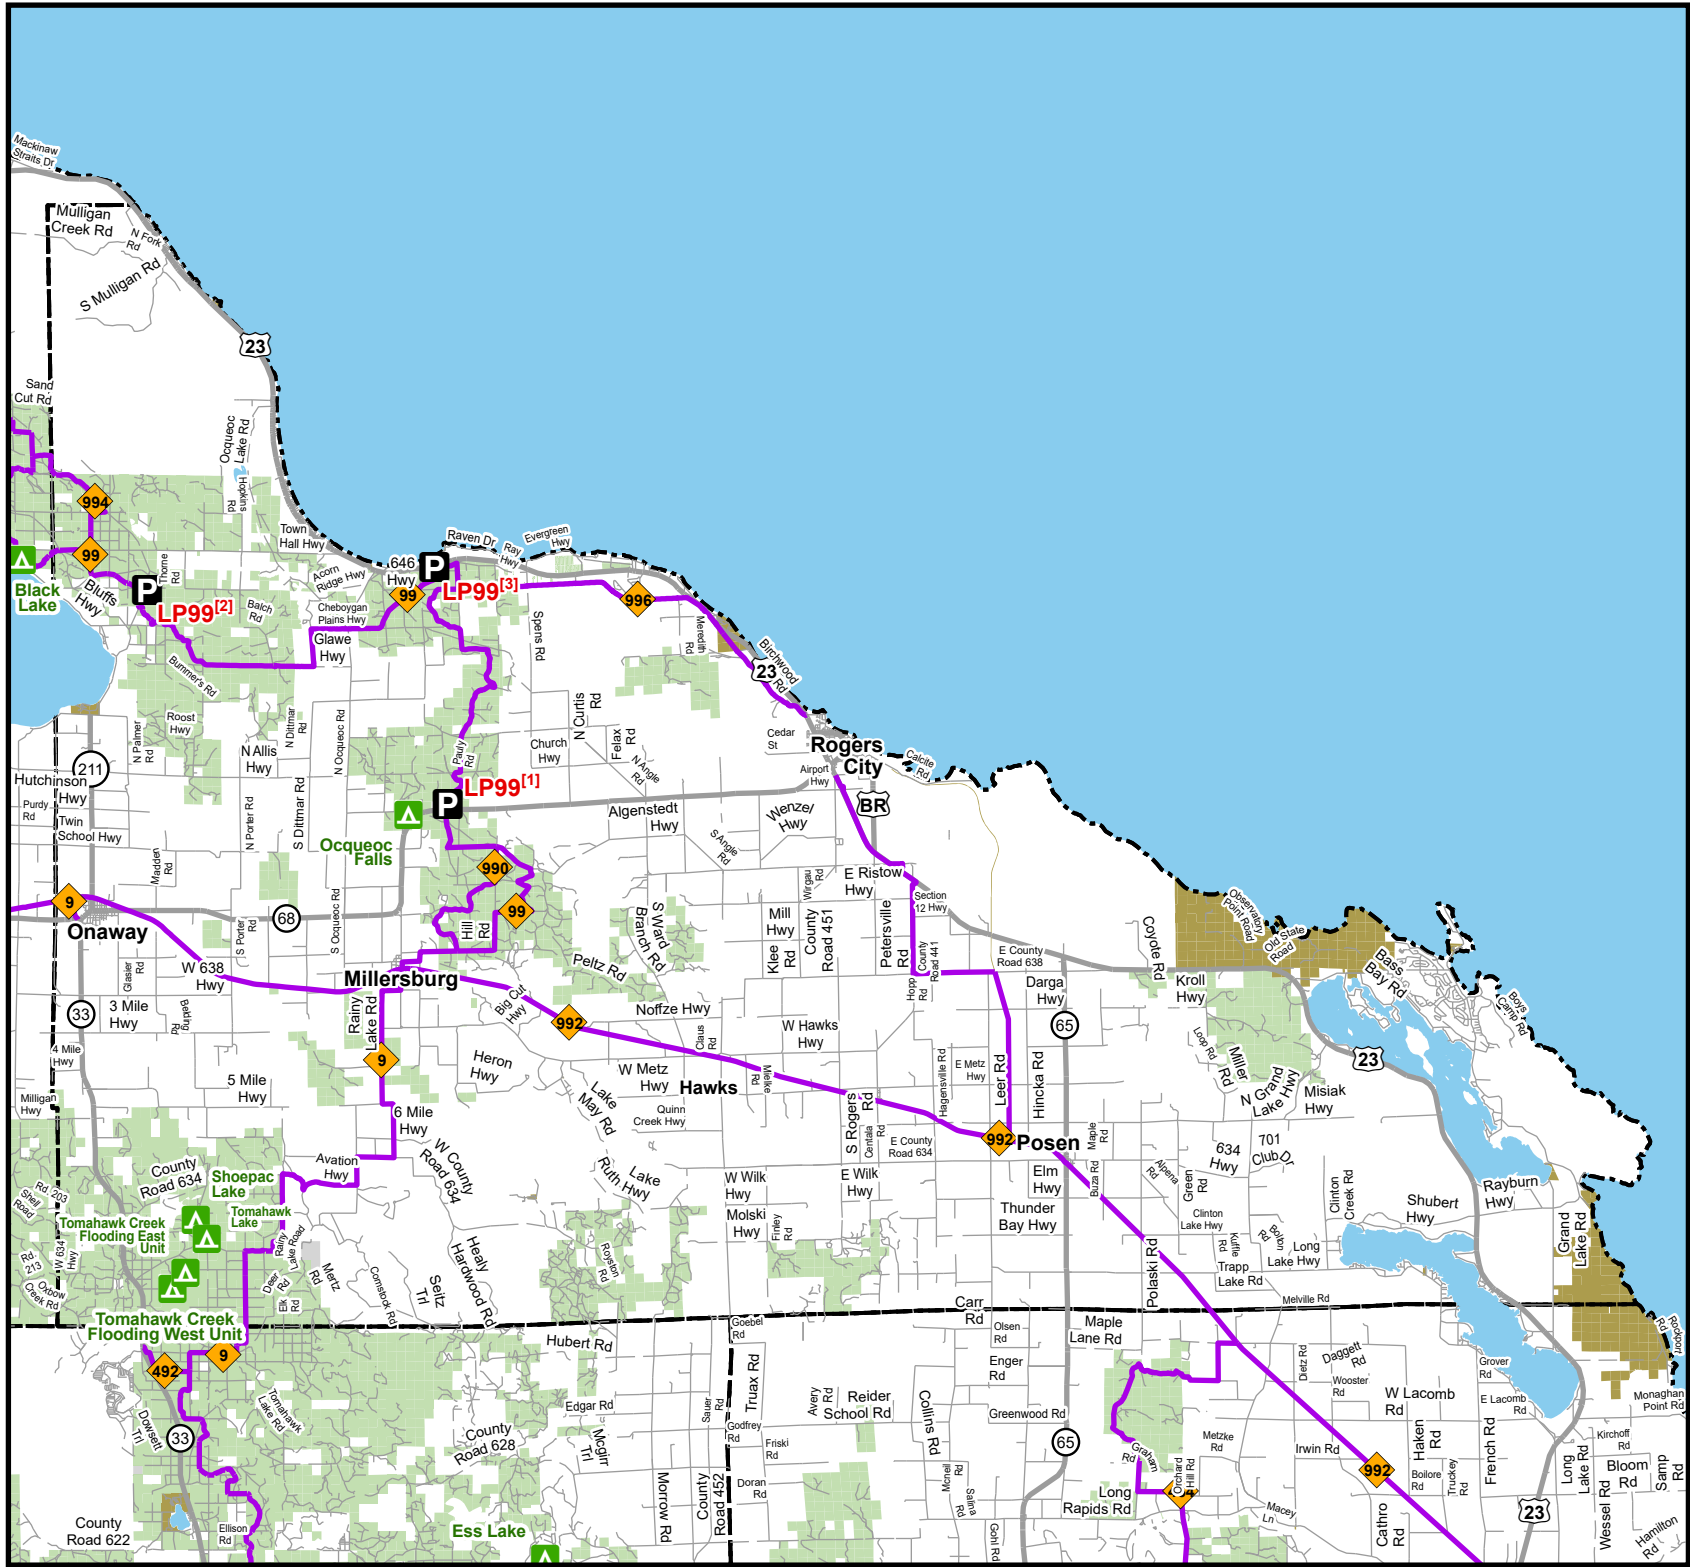 Mackinaw
Straits Dr
Mulligan
Creek Rd
N Fork
Rd
S Mulligan Rd
23
Sand
Cut Rd
Ocqueoc
Lake Rd
Hopkins
Rd
994
99
Town
Hall Hwy
Black
Lake
Bluffs
Hwy
P
Thorne
Rd
LP99[2]
Balch
Rd
Acorn
Ridge Hwy
Cheboygan
Plains Hwy
Glawe
Hwy
646
Hwy
99
P
LP99[3]
Raven Dr
Ray
Hwy
Evergreen
Hwy
996
Spens Rd
Meredith
Rd
Birchwood
Rd
23
Bummer's Rd
Roost
Hwy
N Palmer
Rd
N Allis
Hwy
N Dittmar
Rd
N Ocqueoc Rd
Pauly
Rd
N Curtis
Rd
Church
Hwy
Felax
Rd
N Angle
Rd
Cedar
St
Airport
Hwy
Rogers
City
Calcite
Rd
211
Hutchinson
Hwy
Purdy
Rd
Twin
School Hwy
N Porter Rd
S Dittmar Rd
LP99[1]
P
Ocqueoc
Falls
Algenstedt
Hwy
S Angle
Rd
Wenzel
Hwy
BR
Madden
Rd
990
99
9
Onaway
68
S Porter
Rd
S Ocqueoc Rd
Hill
Rd
S Ward
Branch Rd
Wirgau
Rd
E Ristow
Hwy
Section
12 Hwy
Mill
Hwy
Klee
Rd
County
Road 451
Petersville
Rd
County
Road 441
E County
Road 638
Hopp
Rd
Coyote Rd
Observatory
Point Road
Old State
Road
Bass
Bay Rd
Boys
Camp Rd
Glasier
Rd
W 638
Hwy
Millersburg
Peltz Rd
33
3 Mile
Hwy
Belding
Rd
Rainy
Lake Rd
Big Cut
Hwy
992
Noffze Hwy
Claus
Rd
W Hawks
Hwy
Darga
Hwy
Kroll
Hwy
65
Loop Rd
Miller
Rd
23
4 Mile
Hwy
9
Heron
Hwy
W Metz
Hwy
Hawks
Mielke
Rd
Hagensville Rd
E Metz
Hwy
Leer Rd
Hincka Rd
N Grand
Lake Hwy
Misiak
Hwy
5 Mile
Hwy
Milligan
Hwy
6 Mile
Hwy
Lake
May Rd
Quinn
Creek Hwy
S Rogers
Rd
Centala
Rd
E County
Road 634
992
Posen
Maple
Rd
634
Hwy
701
Club Dr
County
Road 634
Shoepac
Lake
Avation
Hwy
W County
Road 634
Lake
Ruth Hwy
W Wilk
Hwy
E Wilk
Hwy
Elm
Hwy
Buza Rd
Alpena
Rd
Green
Rd
Clinton
Creek Rd
Rayburn
Hwy
Rd. 203
Shell
Road
Tomahawk Creek
Flooding East
Unit
Tomahawk
Lake
Molski
Hwy
Finley
Rd
Thunder
Bay Hwy
Clinton
Lake Hwy
Shubert
Hwy
Rd.
213
W 634
Hwy
Oxbow
Creek Rd
Rainy
Lake Road
Deer
Rd
Elk
Rd
Mertz
Rd
Comstock Rd
Seitz
Trl
Healy
Hardwood Rd
Royston
Rd
Polaski Rd
Kuffie
Rd
Bolton
Rd
Trapp
Lake Rd
Long
Lake Hwy
Grand
Lake Rd
Tomahawk Creek
Flooding West Unit
Carr
Rd
Melville Rd
Rockport
Rd
492
9
Hubert Rd
Goebel
Rd
Olsen
Rd
Maple
Lane Rd
Dietz Rd
Daggett
Rd
Enger
Rd
Wooster
Rd
Grover
Rd
Truax Rd
Sauer
Rd
Avery
Rd
Reider
School Rd
Collins Rd
Greenwood Rd
W Lacomb
Rd
E Lacomb
Rd
Monaghan
Point Rd
Dowsett
Trl
33
Tomahawk
Lake Rd
Edgar Rd
County
Road 628
Mcgirr
Trl
Godfrey
Rd
Friski
Rd
65
Graham
Rd
Metzke
Rd
Irwin Rd
Haken
Rd
French Rd
Kirchoff
Rd
Morrow Rd
County
Road 452
Doran
Rd
Mcneil
Rd
Salina
Rd
Long
Rapids Rd
Orchard
Hill Rd
992
Boilore
Rd
Truckey
Rd
Long
Lake Rd
Bloom
Rd
Samp
Rd
County
Road 622
Ellison
Rd
Ess Lake
Gohl Rd
Macey
Ln
Cathro
Rd
23
Wessel Rd
Hamilton
Rd